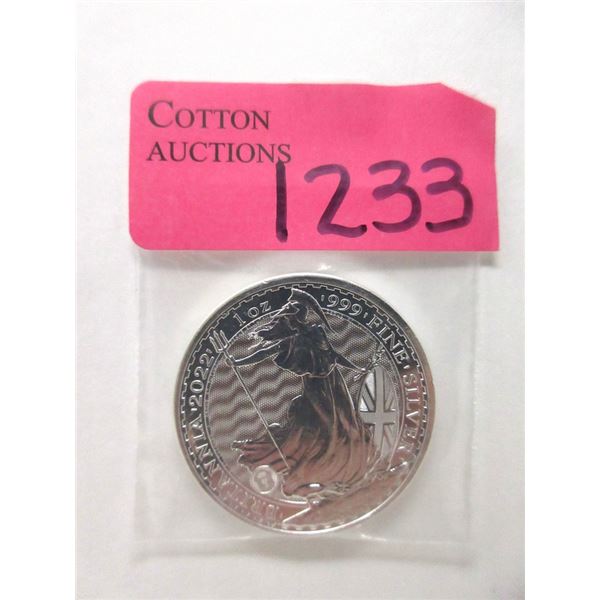 COTTON
AUCTIONS
1233
BRITANNIA 2022 1 oz 999 FINE SILVER